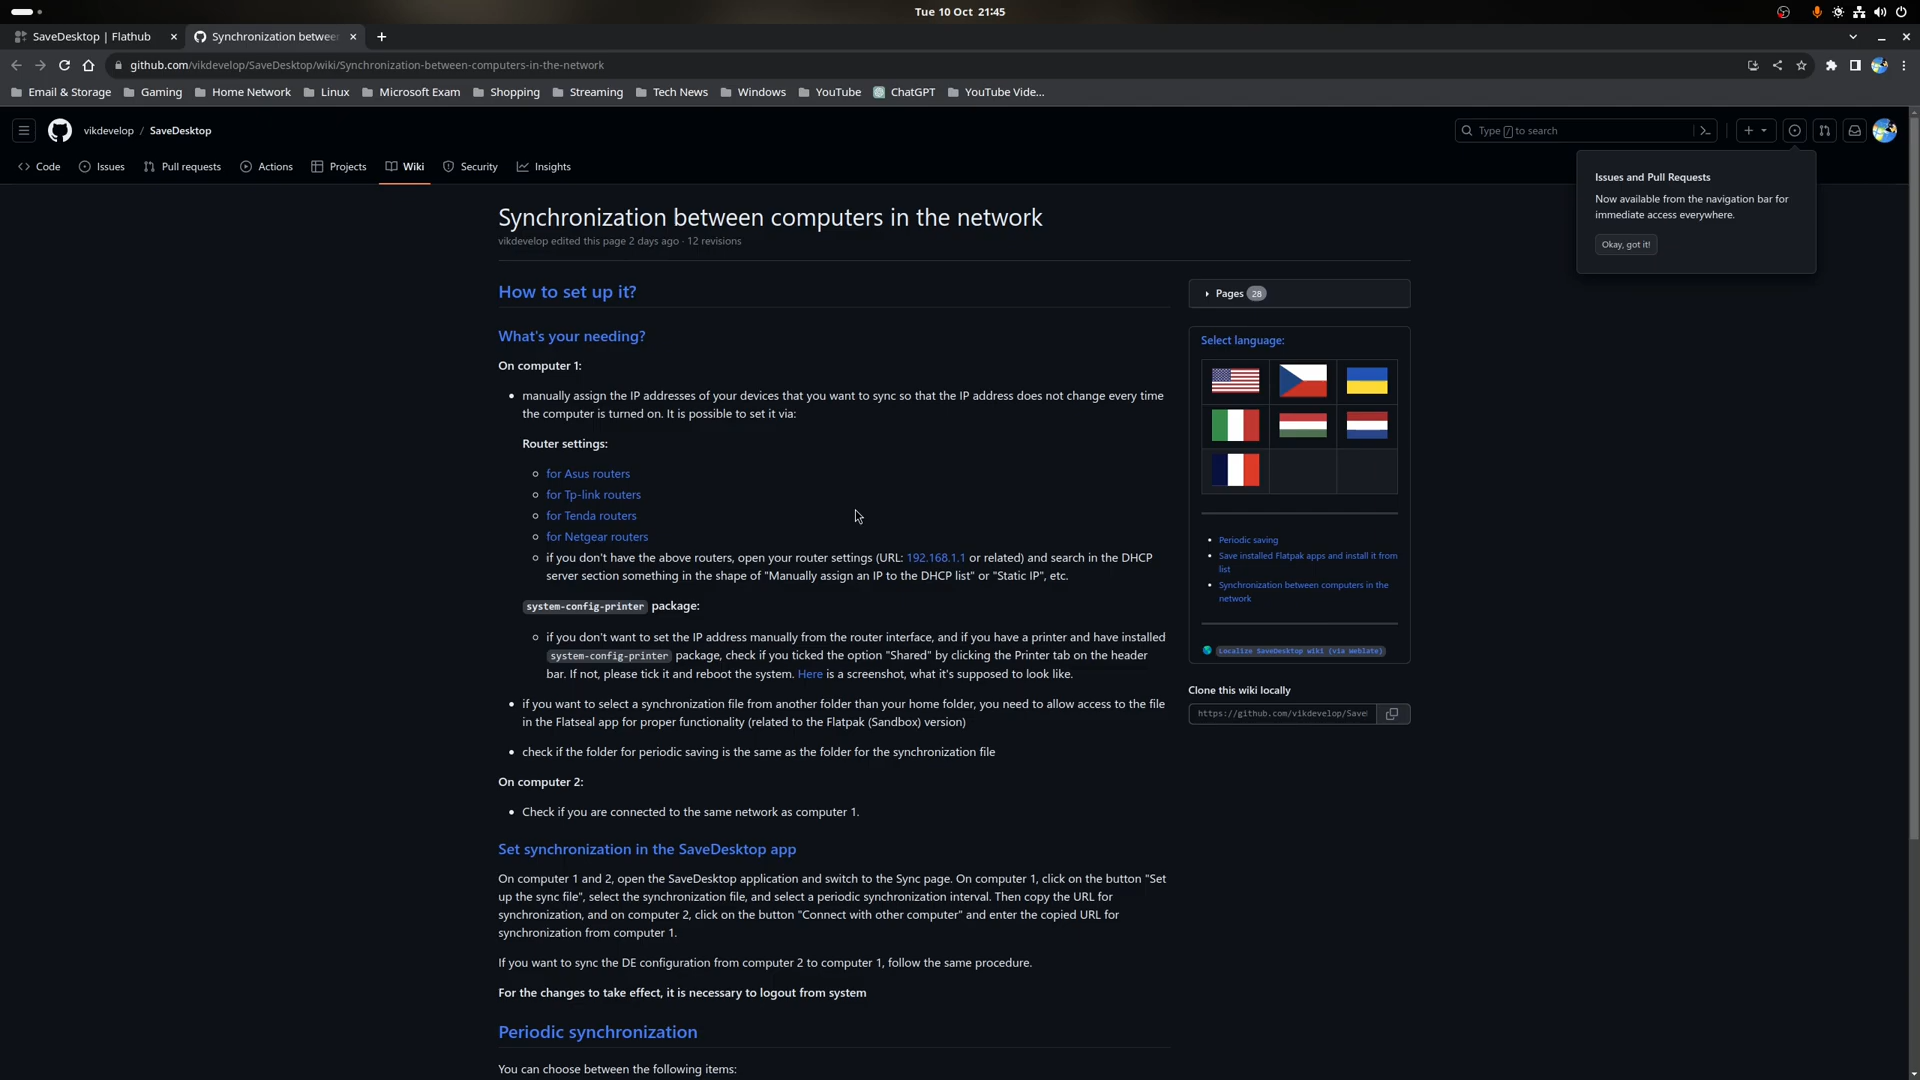 Tue 10 Oct 21:45
SaveDesktop | Flathub
Synchronization betwee
github.com/vikdevelop/SaveDesktop/wiki/Synchronization-between-computers-in-the-network
Email & Storage Gaming Home Network Linux Microsoft Exam Shopping Streaming Tech News Windows YouTube ChatGPT YouTube Vide...
vikdevelop / SaveDesktop
Type / to search
Code Issues Pull requests Actions Projects Wiki Security Insights
Issues and Pull Requests
Now available from the navigation bar for
immediate access everywhere.
Okay, got it!
Synchronization between computers in the network
vikdevelop edited this page 2 days ago · 12 revisions
How to set up it?
What's your needing?
On computer 1:
manually assign the IP addresses of your devices that you want to sync so that the IP address does not change every time
the computer is turned on. It is possible to set it via:
Router settings:
for Asus routers
for Tp-link routers
for Tenda routers
for Netgear routers
if you don't have the above routers, open your router settings (URL: 192.168.1.1 or related) and search in the DHCP
server section something in the shape of "Manually assign an IP to the DHCP list" or "Static IP", etc.
system-config-printer package:
if you don't want to set the IP address manually from the router interface, and if you have a printer and have installed
system-config-printer package, check if you ticked the option "Shared" by clicking the Printer tab on the header
bar. If not, please tick it and reboot the system. Here is a screenshot, what it's supposed to look like.
if you want to select a synchronization file from another folder than your home folder, you need to allow access to the file
in the Flatseal app for proper functionality (related to the Flatpak (Sandbox) version)
check if the folder for periodic saving is the same as the folder for the synchronization file
On computer 2:
Check if you are connected to the same network as computer 1.
Set synchronization in the SaveDesktop app
On computer 1 and 2, open the SaveDesktop application and switch to the Sync page. On computer 1, click on the button "Set
up the sync file", select the synchronization file, and select a periodic synchronization interval. Then copy the URL for
synchronization, and on computer 2, click on the button "Connect with other computer" and enter the copied URL for
synchronization from computer 1.
If you want to sync the DE configuration from computer 2 to computer 1, follow the same procedure.
For the changes to take effect, it is necessary to logout from system
Periodic synchronization
You can choose between the following items:
Pages 28
Select language:
Periodic saving
Save installed Flatpak apps and install it from
list
Synchronization between computers in the
network
Localize SaveDesktop wiki (via Weblate)
Clone this wiki locally
https://github.com/vikdevelop/Save